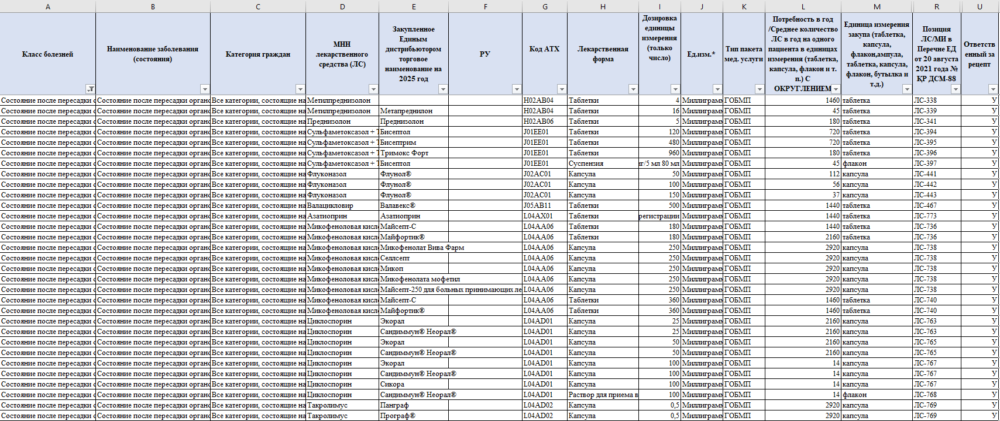 A B C D E F G H I J K L M R U
Класс болезней
Наименование заболевания
(состояния)
Категория граждан
МНН
лекарственного
средства (ЛС)
Закупленное
Единым
дистрибьютором
торговое
наименование на
2025 год
РУ
Код АТХ
Лекарственная
форма
Дозировка
единицы
измерения
(только
число)
Ед.изм.*
Тип пакета
мед. услуги
Потребность в год
/Среднее количество
ЛС в год на одного
пациента в единицах
измерения (таблетка,
капсула, флакон и т.
п.) С
ОКРУГЛЕНИЕМ
Единица измерения
закупа (таблетка,
капсула,
флакон,ампула,
таблетка, капсула,
флакон, бутылка и
т.д.)
Позиция
ЛС/МИ в
Перечне ЕД
от 20 августа
2021 года №
ҚР ДСМ-88
Ответств
енный за
рецепт
Состояние после пересадки о Состояние после пересадки орган Все категории, состоящие на Метилпреднизолон H02AB04 Таблетки 4 Миллиграмм ГОБМП 1460 таблетка ЛС-338 У
Состояние после пересадки о Состояние после пересадки орган Все категории, состоящие на Метилпреднизолон Метапреднилон H02AB04 Таблетки 16 Миллиграмм ГОБМП 45 таблетка ЛС-339 У
Состояние после пересадки о Состояние после пересадки орган Все категории, состоящие на Преднизолон Преднизолон H02AB06 Таблетки 5 Миллиграмм ГОБМП 180 таблетка ЛС-341 У
Состояние после пересадки о Состояние после пересадки орган Все категории, состоящие на Сульфаметоксазол + Т Бисептол J01EE01 Таблетки 120 Миллиграмм ГОБМП 720 таблетка ЛС-394 У
Состояние после пересадки о Состояние после пересадки орган Все категории, состоящие на Сульфаметоксазол + Т Бисептрим J01EE01 Таблетки 480 Миллиграмм ГОБМП 720 таблетка ЛС-395 У
Состояние после пересадки о Состояние после пересадки орган Все категории, состоящие на Сульфаметоксазол + Т Тримокс Форт J01EE01 Таблетки 960 Миллиграмм ГОБМП 180 таблетка ЛС-396 У
Состояние после пересадки о Состояние после пересадки орган Все категории, состоящие на Сульфаметоксазол + Т Бисептол J01EE01 Суспензия мг/5 мл 80 мл Миллиграмм ГОБМП 45 флакон ЛС-397 У
Состояние после пересадки о Состояние после пересадки орган Все категории, состоящие на Флуконазол Флунол® J02AC01 Капсула 50 Миллиграмм ГОБМП 112 капсула ЛС-441 У
Состояние после пересадки о Состояние после пересадки орган Все категории, состоящие на Флуконазол Флунол® J02AC01 Капсула 100 Миллиграмм ГОБМП 56 капсула ЛС-442 У
Состояние после пересадки о Состояние после пересадки орган Все категории, состоящие на Флуконазол Флунол® J02AC01 Капсула 150 Миллиграмм ГОБМП 37 капсула ЛС-443 У
Состояние после пересадки о Состояние после пересадки орган Все категории, состоящие на Валацикловир Валавекс® J05AB11 Таблетки 500 Миллиграмм ГОБМП 1440 таблетка ЛС-467 У
Состояние после пересадки о Состояние после пересадки орган Все категории, состоящие на Азатиоприн Азатиоприн L04AX01 Таблетки регистрации Миллиграмм ГОБМП 1440 таблетка ЛС-773 У
Состояние после пересадки о Состояние после пересадки орган Все категории, состоящие на Микофеноловая кисл Майсепт-С L04AA06 Таблетки 180 Миллиграмм ГОБМП 1440 таблетка ЛС-736 У
Состояние после пересадки о Состояние после пересадки орган Все категории, состоящие на Микофеноловая кисл Майфортик® L04AA06 Таблетки 180 Миллиграмм ГОБМП 2160 таблетка ЛС-736 У
Состояние после пересадки о Состояние после пересадки орган Все категории, состоящие на Микофеноловая кисл Микофенолат Вива Фарм L04AA06 Капсула 250 Миллиграмм ГОБМП 2920 капсула ЛС-738 У
Состояние после пересадки о Состояние после пересадки орган Все категории, состоящие на Микофеноловая кисл Селлсепт L04AA06 Капсула 250 Миллиграмм ГОБМП 2920 капсула ЛС-738 У
Состояние после пересадки о Состояние после пересадки орган Все категории, состоящие на Микофеноловая кисл Микоп L04AA06 Капсула 250 Миллиграмм ГОБМП 2920 капсула ЛС-738 У
Состояние после пересадки о Состояние после пересадки орган Все категории, состоящие на Микофеноловая кисл Микофенолата мофетил L04AA06 Капсула 250 Миллиграмм ГОБМП 2920 капсула ЛС-738 У
Состояние после пересадки о Состояние после пересадки орган Все категории, состоящие на Микофеноловая кисл Майсепт-250 для больных принимающих ле L04AA06 Капсула 250 Миллиграмм ГОБМП 2920 капсула ЛС-738 У
Состояние после пересадки о Состояние после пересадки орган Все категории, состоящие на Микофеноловая кисл Майсепт-С L04AA06 Таблетки 360 Миллиграмм ГОБМП 1460 таблетка ЛС-740 У
Состояние после пересадки о Состояние после пересадки орган Все категории, состоящие на Микофеноловая кисл Майфортик® L04AA06 Таблетки 360 Миллиграмм ГОБМП 1460 таблетка ЛС-740 У
Состояние после пересадки о Состояние после пересадки орган Все категории, состоящие на Циклоспорин Экорал L04AD01 Капсула 25 Миллиграмм ГОБМП 2160 капсула ЛС-763 У
Состояние после пересадки о Состояние после пересадки орган Все категории, состоящие на Циклоспорин Сандиммун® Неорал® L04AD01 Капсула 25 Миллиграмм ГОБМП 2160 капсула ЛС-763 У
Состояние после пересадки о Состояние после пересадки орган Все категории, состоящие на Циклоспорин Экорал L04AD01 Капсула 50 Миллиграмм ГОБМП 2160 капсула ЛС-765 У
Состояние после пересадки о Состояние после пересадки орган Все категории, состоящие на Циклоспорин Сандиммун® Неорал® L04AD01 Капсула 50 Миллиграмм ГОБМП 2160 капсула ЛС-765 У
Состояние после пересадки о Состояние после пересадки орган Все категории, состоящие на Циклоспорин Экорал L04AD01 Капсула 100 Миллиграмм ГОБМП 14 капсула ЛС-767 У
Состояние после пересадки о Состояние после пересадки орган Все категории, состоящие на Циклоспорин Сандиммун® Неорал® L04AD01 Капсула 100 Миллиграмм ГОБМП 14 капсула ЛС-767 У
Состояние после пересадки о Состояние после пересадки орган Все категории, состоящие на Циклоспорин Сикора L04AD01 Капсула 100 Миллиграмм ГОБМП 14 капсула ЛС-767 У
Состояние после пересадки о Состояние после пересадки орган Все категории, состоящие на Циклоспорин Сандиммун® Неорал® L04AD01 Раствор для приема в 100 Миллиграмм ГОБМП 14 флакон ЛС-768 У
Состояние после пересадки о Состояние после пересадки орган Все категории, состоящие на Такролимус Панграф L04AD02 Капсула 0,5 Миллиграмм ГОБМП 2920 капсула ЛС-769 У
Состояние после пересадки о Состояние после пересадки орган Все категории, состоящие на Такролимус Програф® L04AD02 Капсула 0,5 Миллиграмм ГОБМП 2920 капсула ЛС-769 У